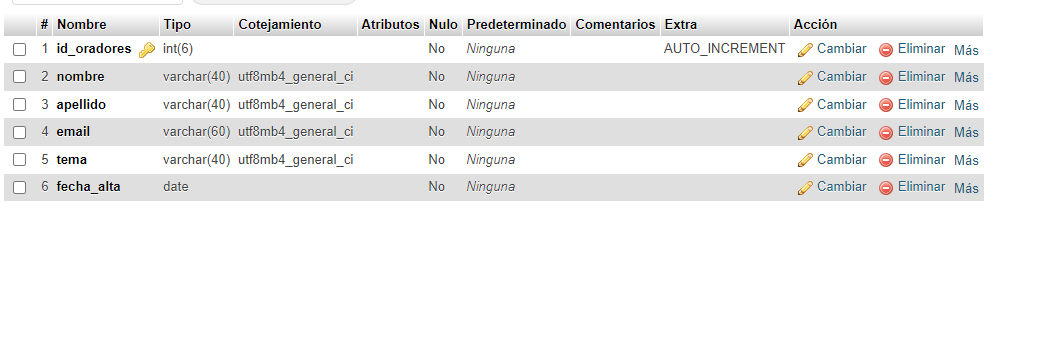 # Nombre Tipo Cotejamiento Atributos Nulo Predeterminado Comentarios Extra Acción
1 id_oradores int(6) No Ninguna AUTO_INCREMENT Cambiar Eliminar Más
2 nombre varchar(40) utf8mb4_general_ci No Ninguna Cambiar Eliminar Más
3 apellido varchar(40) utf8mb4_general_ci No Ninguna Cambiar Eliminar Más
4 email varchar(60) utf8mb4_general_ci No Ninguna Cambiar Eliminar Más
5 tema varchar(40) utf8mb4_general_ci No Ninguna Cambiar Eliminar Más
6 fecha_alta date No Ninguna Cambiar Eliminar Más